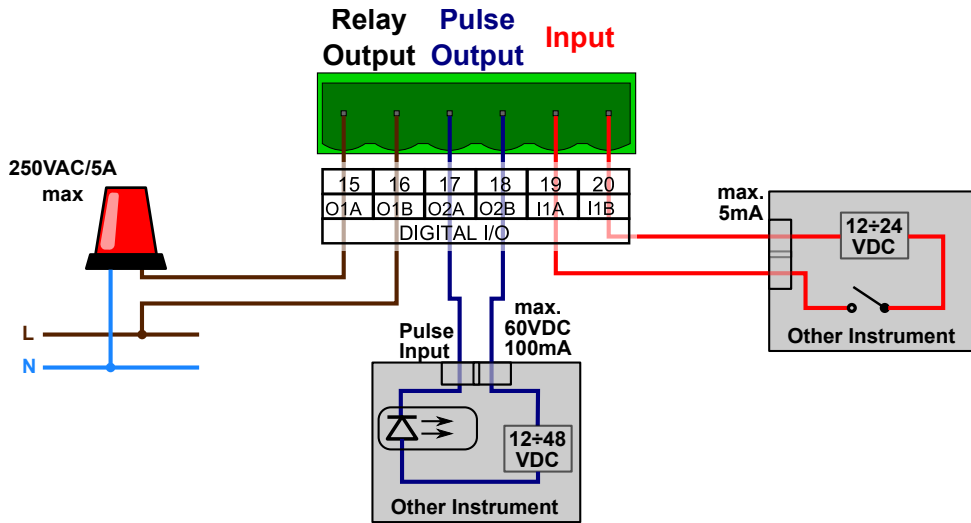 Relay
Output
Pulse
Output
Input
250VAC/5A
max
15 16 17 18 19 20
O1A O1B O2A O2B I1A I1B
DIGITAL I/O
max.
5mA
12÷24
VDC
Other Instrument
L
N
Pulse
Input
max.
60VDC
100mA
12÷48
VDC
Other Instrument